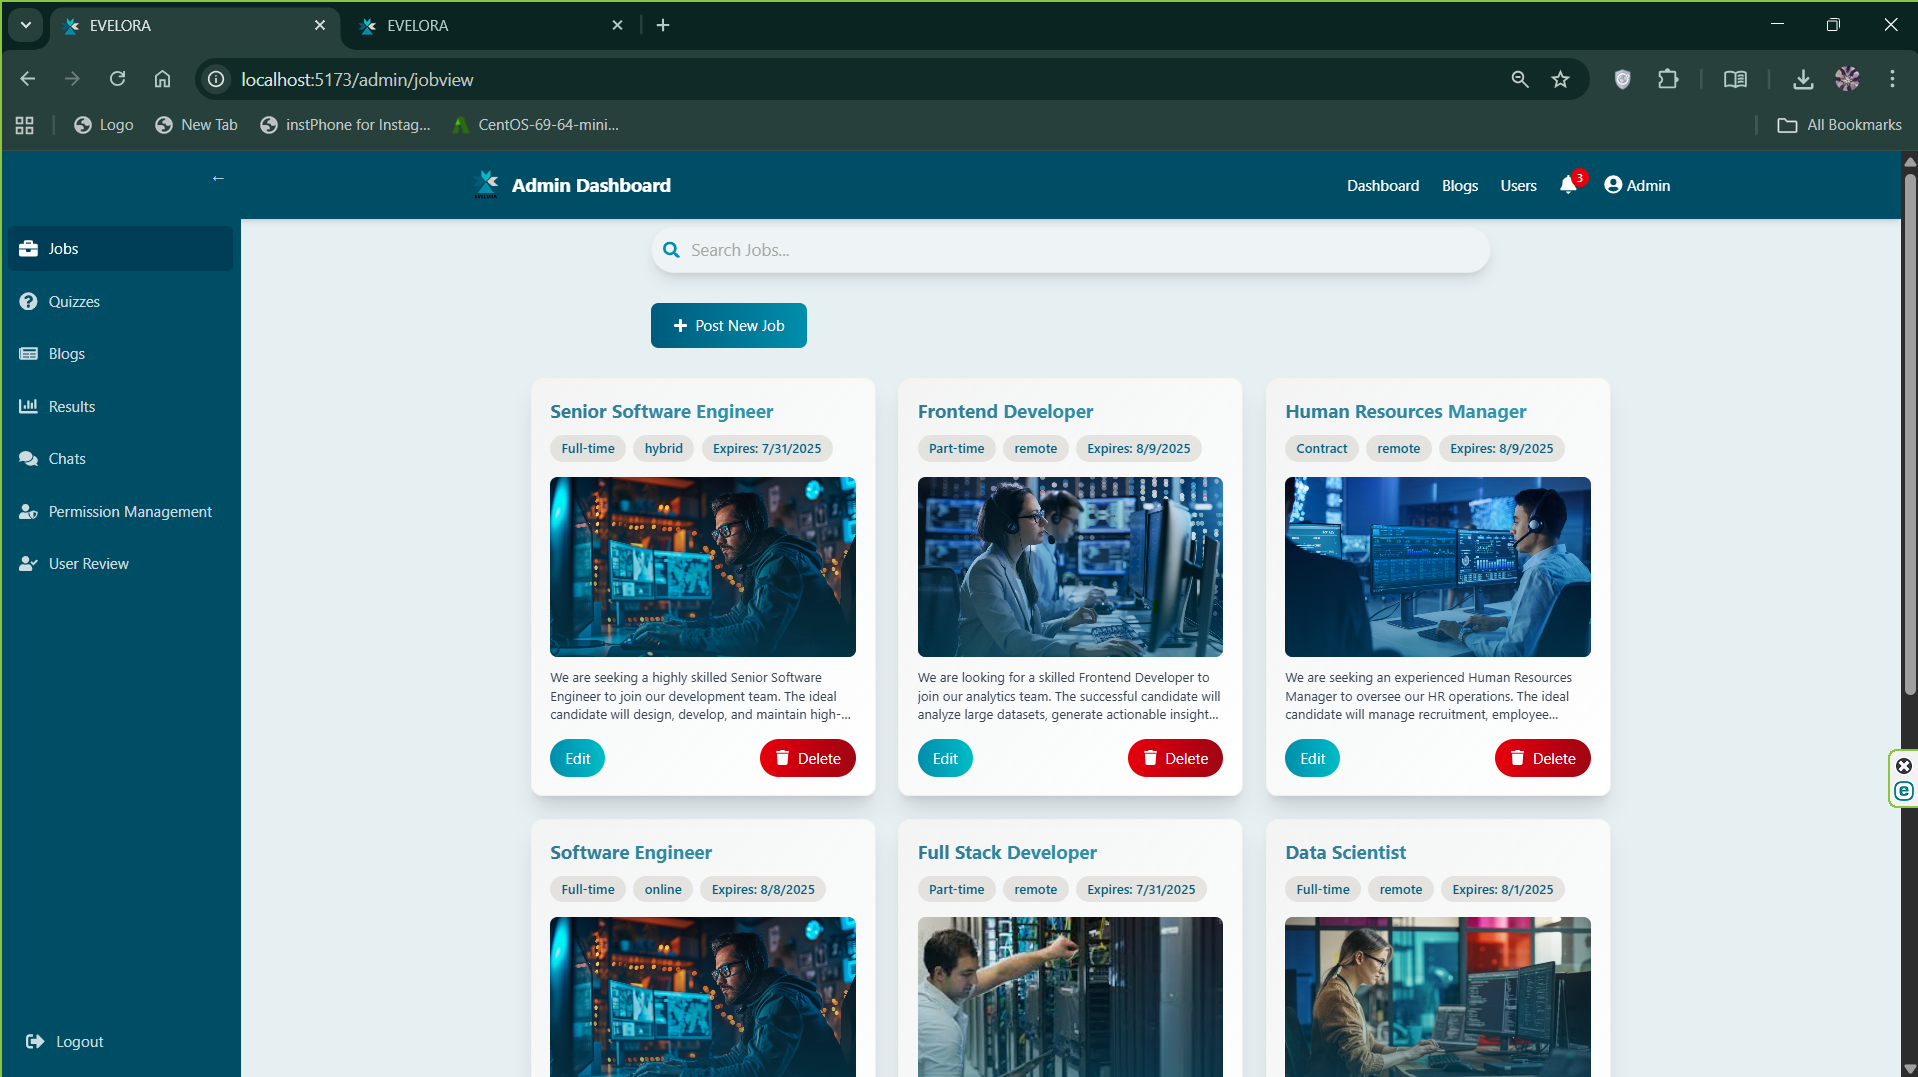 EVELORA
EVELORA
localhost:5173/admin/jobview
Logo
New Tab
instPhone for Instag...
CentOS-69-64-mini...
All Bookmarks
←
EVELORA
Admin Dashboard
Dashboard
Blogs
Users
3
Admin
Jobs
Quizzes
Blogs
Results
Chats
Permission Management
User Review
Logout
Search Jobs...
+ Post New Job
Senior Software Engineer
Full-time
hybrid
Expires: 7/31/2025
We are seeking a highly skilled Senior Software
Engineer to join our development team. The ideal
candidate will design, develop, and maintain high-...
Edit
Delete
Frontend Developer
Part-time
remote
Expires: 8/9/2025
We are looking for a skilled Frontend Developer to
join our analytics team. The successful candidate will
analyze large datasets, generate actionable insight...
Edit
Delete
Human Resources Manager
Contract
remote
Expires: 8/9/2025
We are seeking an experienced Human Resources
Manager to oversee our HR operations. The ideal
candidate will manage recruitment, employee...
Edit
Delete
Software Engineer
Full-time
online
Expires: 8/8/2025
Full Stack Developer
Part-time
remote
Expires: 7/31/2025
Data Scientist
Full-time
remote
Expires: 8/1/2025